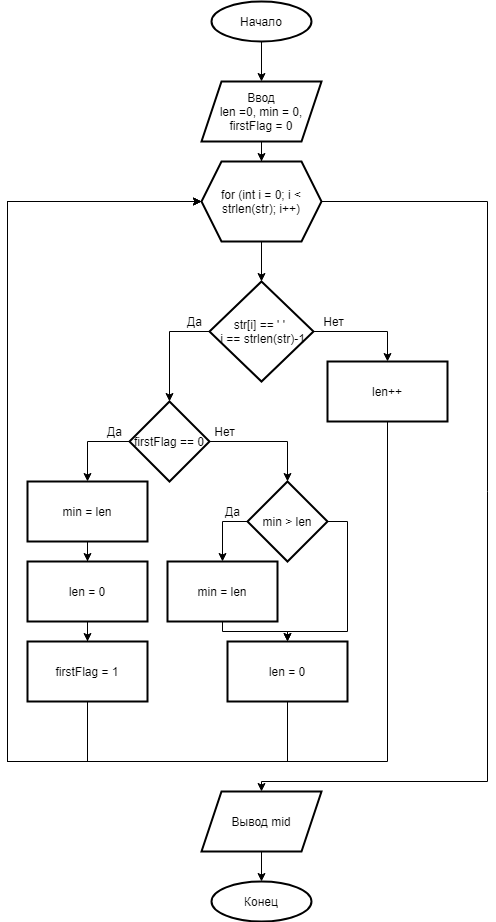 Начало
Ввод
len =0, min = 0,
firstFlag = 0
for (int i = 0; i <
strlen(str); i++)
str[i] == ' '
i == strlen(str)-1
Да
Нет
len++
firstFlag == 0
Да
Нет
min = len
min > len
Да
len = 0
min = len
firstFlag = 1
len = 0
Вывод mid
Конец